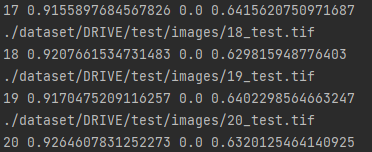 17 0.9155897684567826 0.0 0.6415620750971687
./dataset/DRIVE/test/images/18_test.tif
18 0.9207661534731483 0.0 0.629815948776403
./dataset/DRIVE/test/images/19_test.tif
19 0.9170475209116257 0.0 0.6402298564663247
./dataset/DRIVE/test/images/20_test.tif
20 0.9264607831252273 0.0 0.6320125464140925